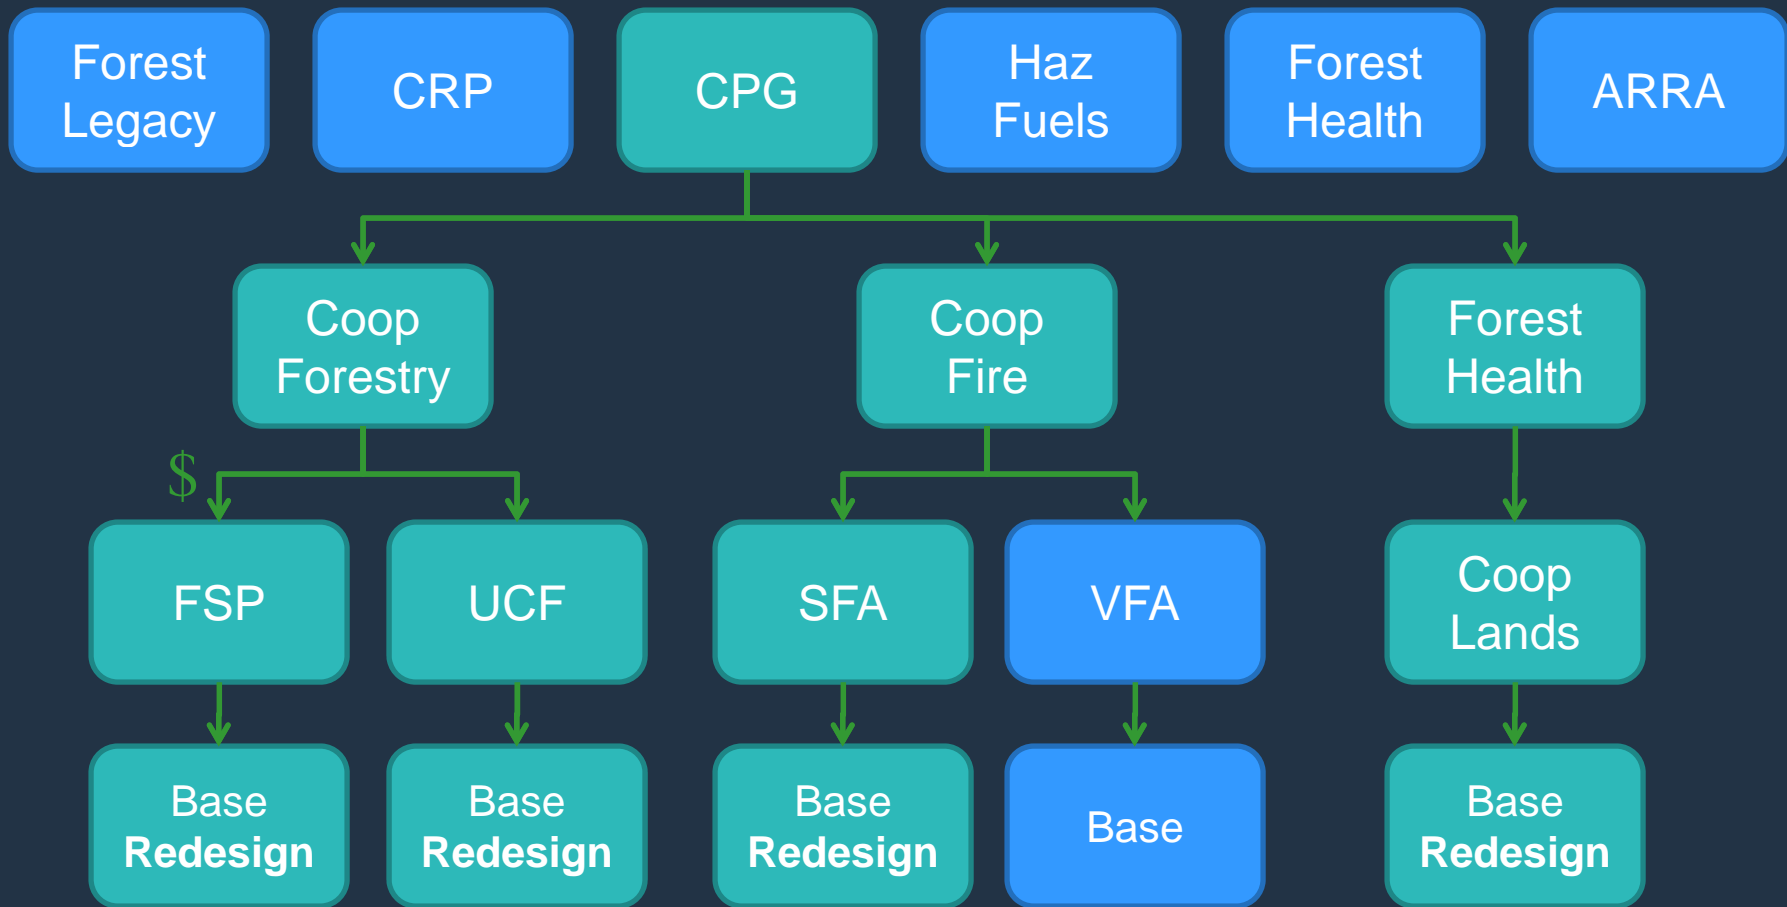 Forest
Legacy
CRP
CPG
Haz
Fuels
Forest
Health
ARRA
Coop
Forestry
Coop
Fire
Forest
Health
$
FSP
UCF
SFA
VFA
Coop
Lands
Base
Redesign
Base
Redesign
Base
Redesign
Base
Base
Redesign